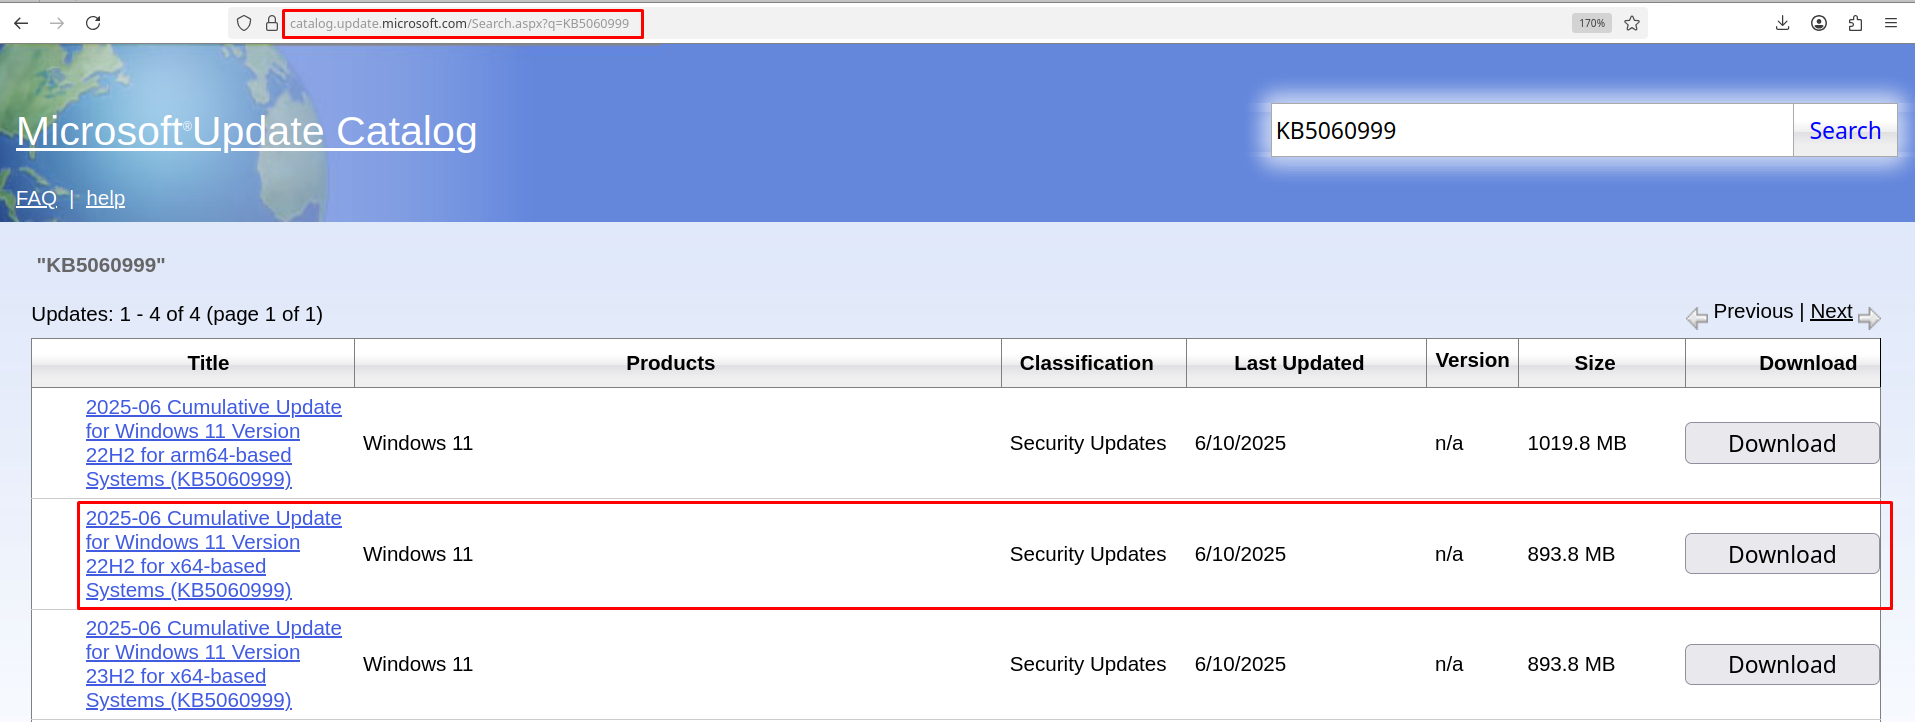 catalog.update.microsoft.com/Search.aspx?q=KB5060999
170%
Microsoft®Update Catalog
KB5060999
Search
FAQ | help
"KB5060999"
Updates: 1 - 4 of 4 (page 1 of 1)
Previous | Next
Title Products Classification Last Updated Version Size Download
2025-06 Cumulative Update
for Windows 11 Version
22H2 for arm64-based
Systems (KB5060999)
Windows 11 Security Updates 6/10/2025 n/a 1019.8 MB Download
2025-06 Cumulative Update
for Windows 11 Version
22H2 for x64-based
Systems (KB5060999)
Windows 11 Security Updates 6/10/2025 n/a 893.8 MB Download
2025-06 Cumulative Update
for Windows 11 Version
23H2 for x64-based
Systems (KB5060999)
Windows 11 Security Updates 6/10/2025 n/a 893.8 MB Download